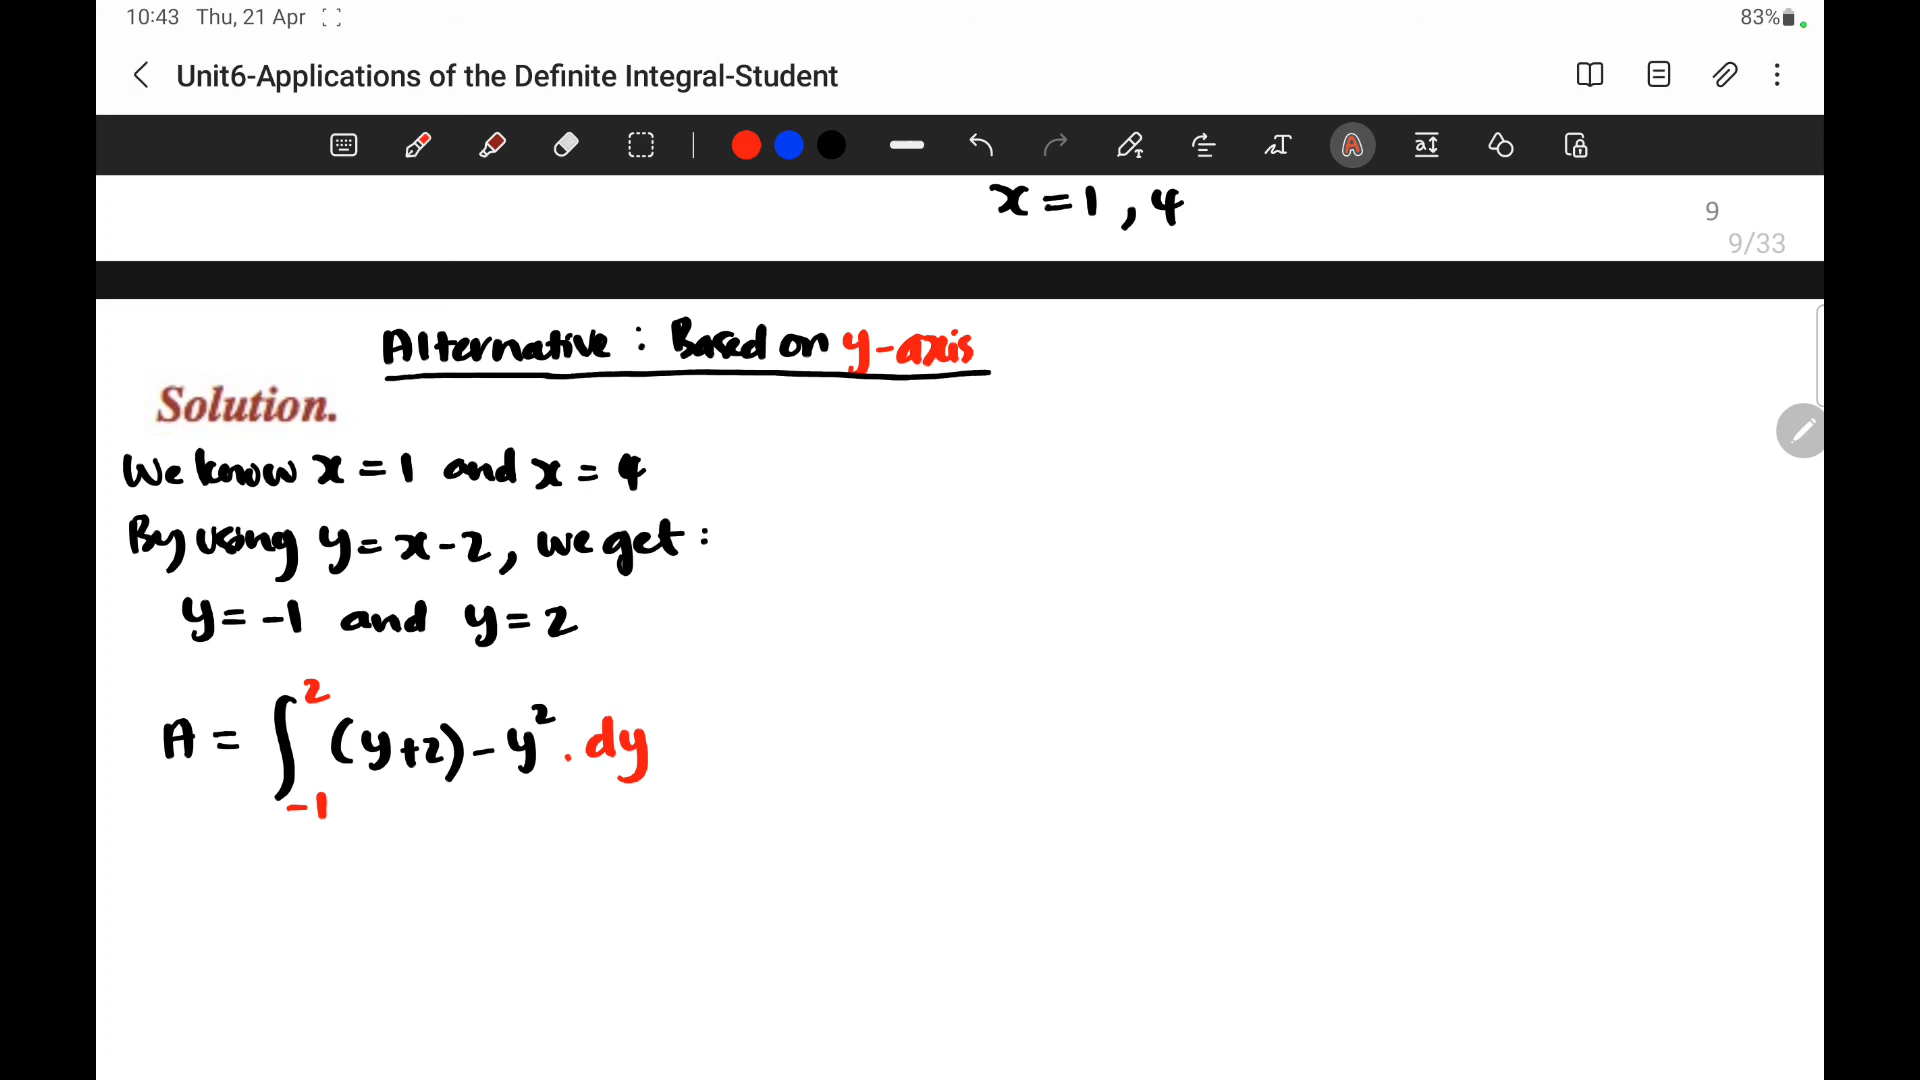 10:43 Thu, 21 Apr 83%
Unit6-Applications of the Definite Integral-Student
x = 1 , 4
9
9/33
Alternative : Based on y-axis
Solution.
We know x = 1 and x = 4
By using y = x - 2, we get :
y = -1 and y = 2
A = ∫_{-1}^{2} (y+2) - y² . dy